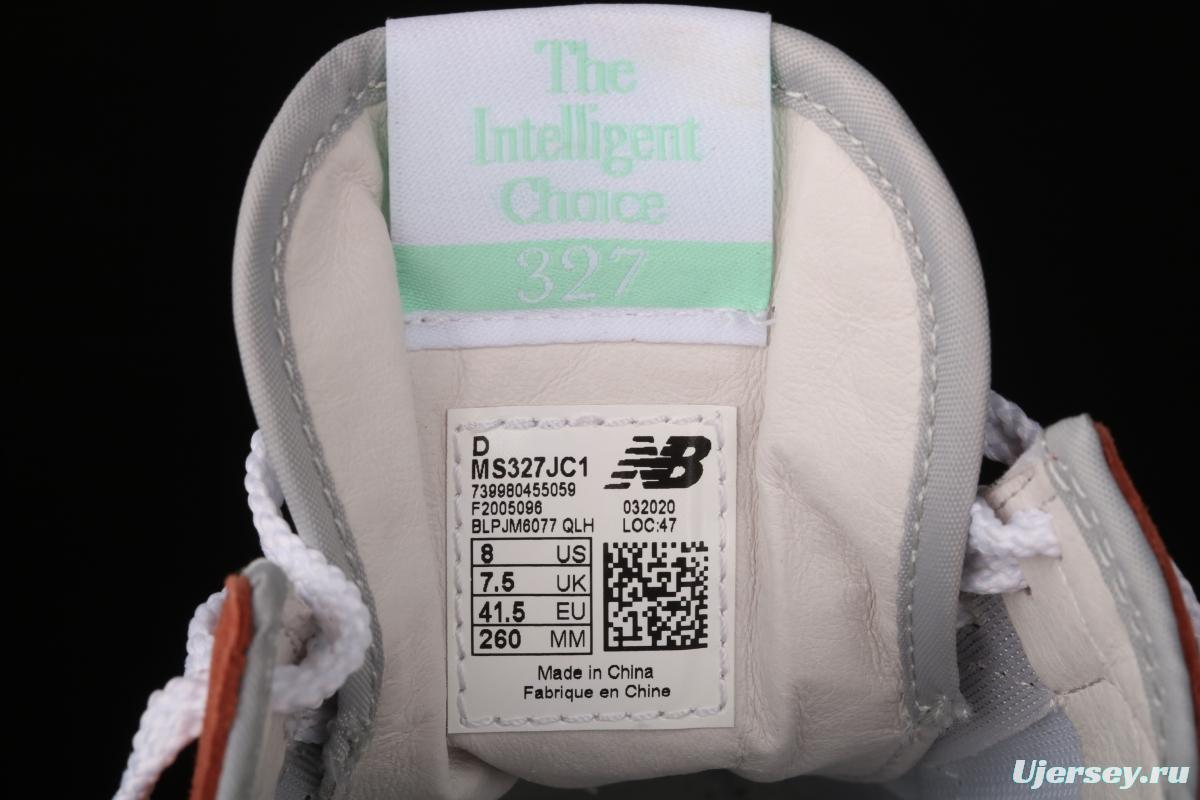 The
Intelligent
Choice
327
D
MS327JC1
NB
739980455059
F2005096
032020
BLPJM6077 QLH
LOC:47
8 US
7.5 UK
41.5 EU
260 MM
Made in China
Fabrique en Chine
Ujersey.ru